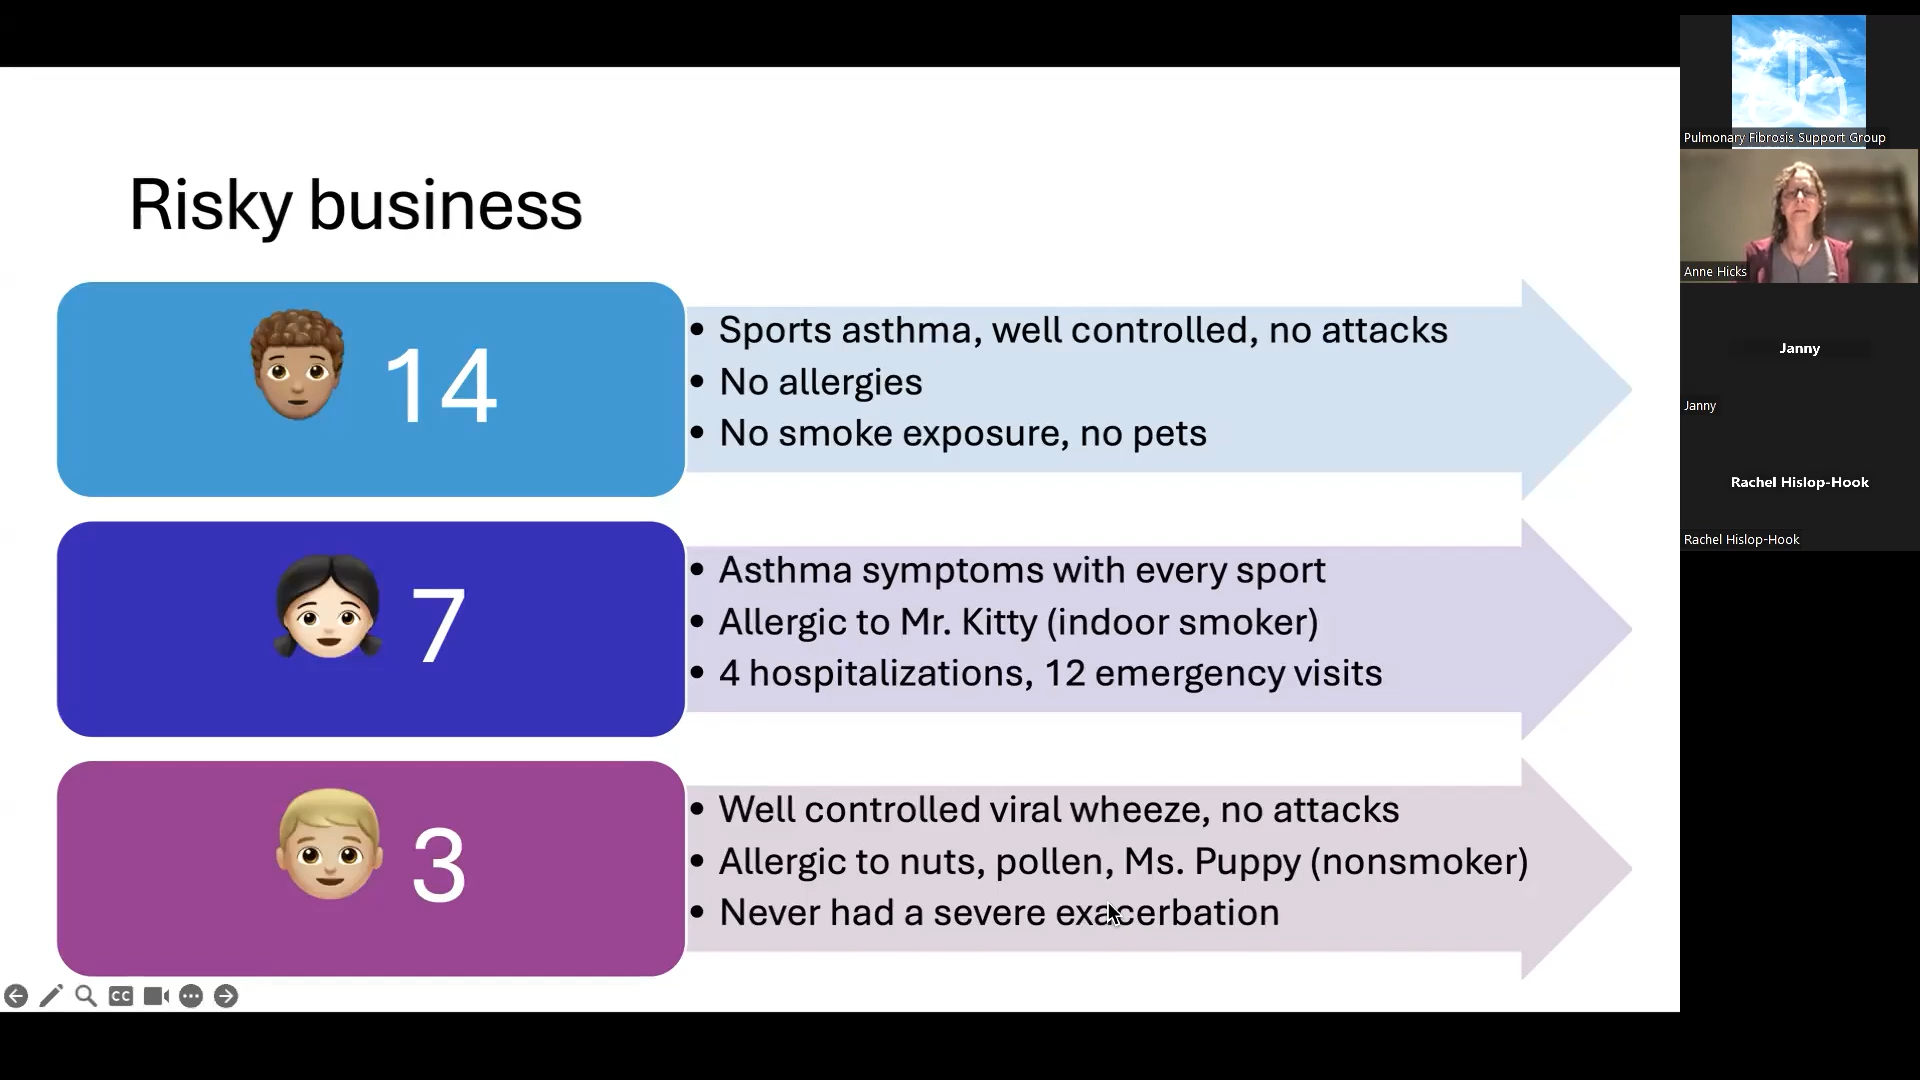 Risky business
14
• Sports asthma, well controlled, no attacks
• No allergies
• No smoke exposure, no pets
7
• Asthma symptoms with every sport
• Allergic to Mr. Kitty (indoor smoker)
• 4 hospitalizations, 12 emergency visits
3
• Well controlled viral wheeze, no attacks
• Allergic to nuts, pollen, Ms. Puppy (nonsmoker)
• Never had a severe exacerbation
CC
Pulmonary Fibrosis Support Group
Anne Hicks
Janny
Janny
Rachel Hislop-Hook
Rachel Hislop-Hook